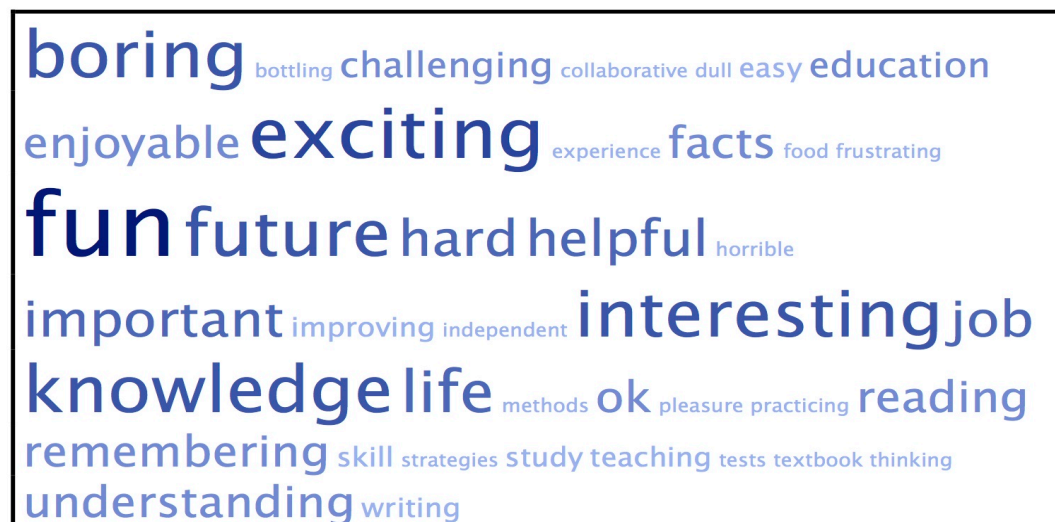 boring bottling challenging collaborative dull easy education
enjoyable exciting experience facts food frustrating
fun future hard helpful horrible
important improving independent interesting job
knowledge life methods ok pleasure practicing reading
remembering skill strategies study teaching tests textbook thinking
understanding writing